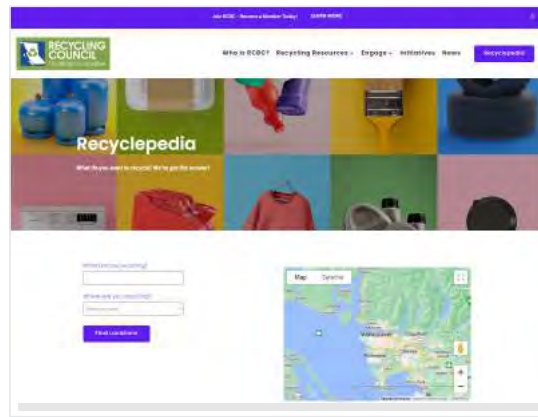 Join RCBC - Become a Member Today! LEARN MORE
RECYCLING
COUNCIL
Who is RCBC? Recycling Resources Engage Initiatives News Recyclepedia
Recyclepedia
What do you want to recycle? We've got the answer!
What are you recycling?
Where are you recycling?
Find Locations
Map Satellite
Vancouver